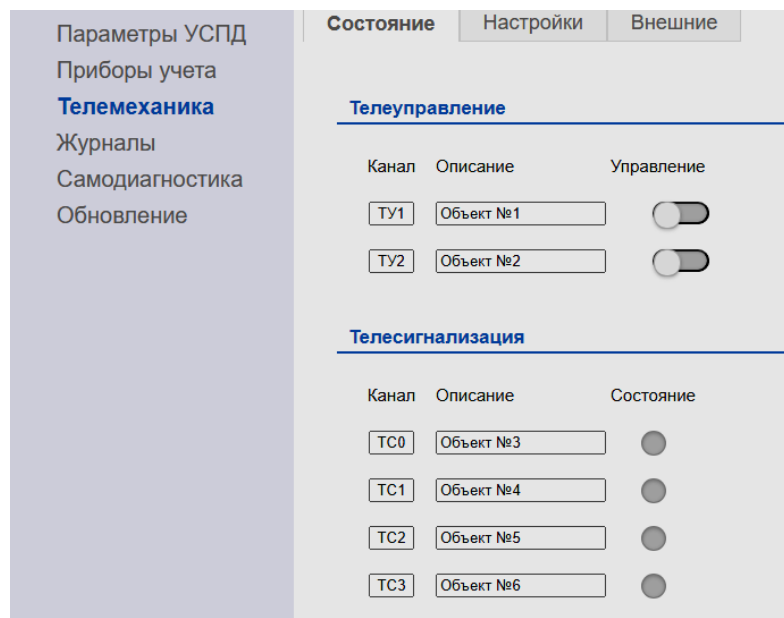 Параметры УСПД
Приборы учета
Телемеханика
Журналы
Самодиагностика
Обновление
Состояние Настройки Внешние
Телеуправление
Канал Описание Управление
ТУ1 Объект №1
ТУ2 Объект №2
Телесигнализация
Канал Описание Состояние
ТС0 Объект №3
ТС1 Объект №4
ТС2 Объект №5
ТС3 Объект №6